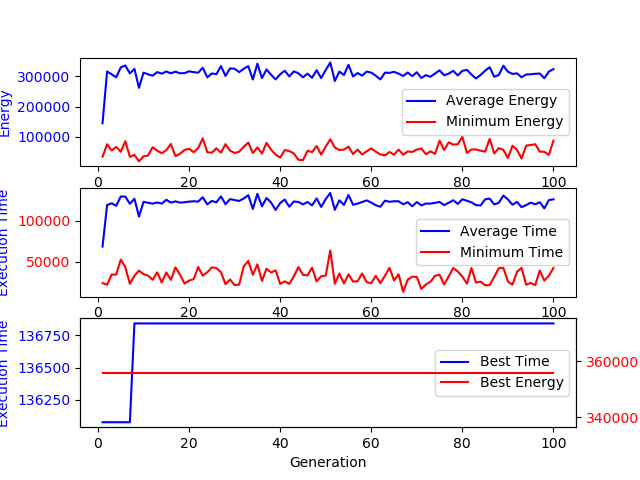 Energy
300000
200000
100000
Average Energy
Minimum Energy
0 20 40 60 80 100
Execution Time
100000
50000
Average Time
Minimum Time
0 20 40 60 80 100
Execution Time
136750
136500
136250
Best Time
Best Energy
360000
340000
0 20 40 60 80 100
Generation